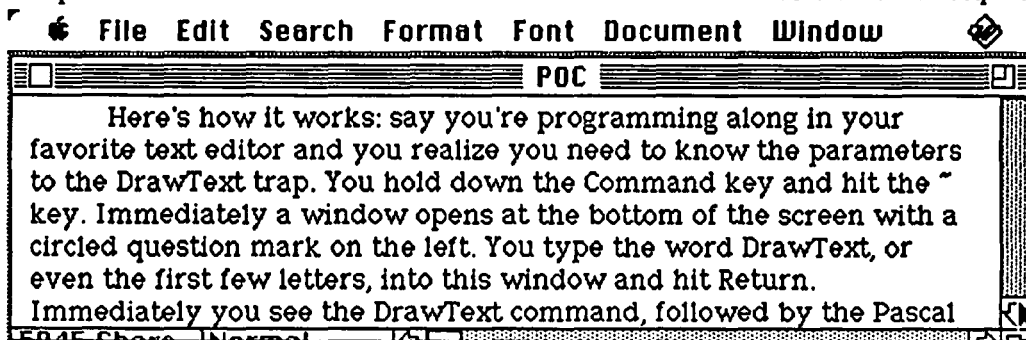 File Edit Search Format Font Document Window
POC
Here's how it works: say you're programming along in your
favorite text editor and you realize you need to know the parameters
to the DrawText trap. You hold down the Command key and hit the ~
key. Immediately a window opens at the bottom of the screen with a
circled question mark on the left. You type the word DrawText, or
even the first few letters, into this window and hit Return.
Immediately you see the DrawText command, followed by the Pascal
Normal